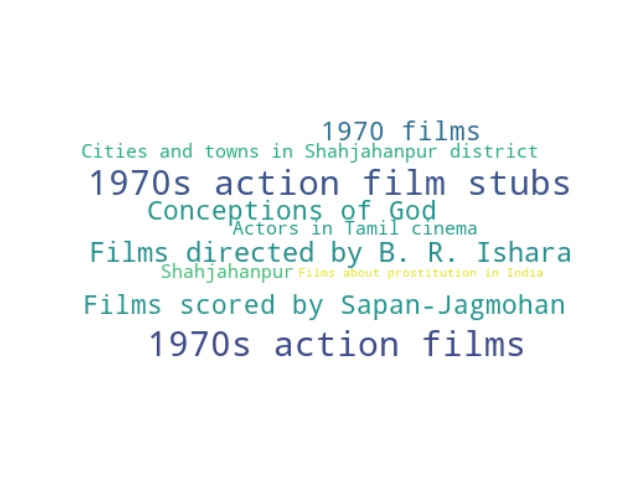 1970 films
Cities and towns in Shahjahanpur district
1970s action film stubs
Conceptions of God
Actors in Tamil cinema
Films directed by B. R. Ishara
Shahjahanpur Films about prostitution in India
Films scored by Sapan-Jagmohan
1970s action films